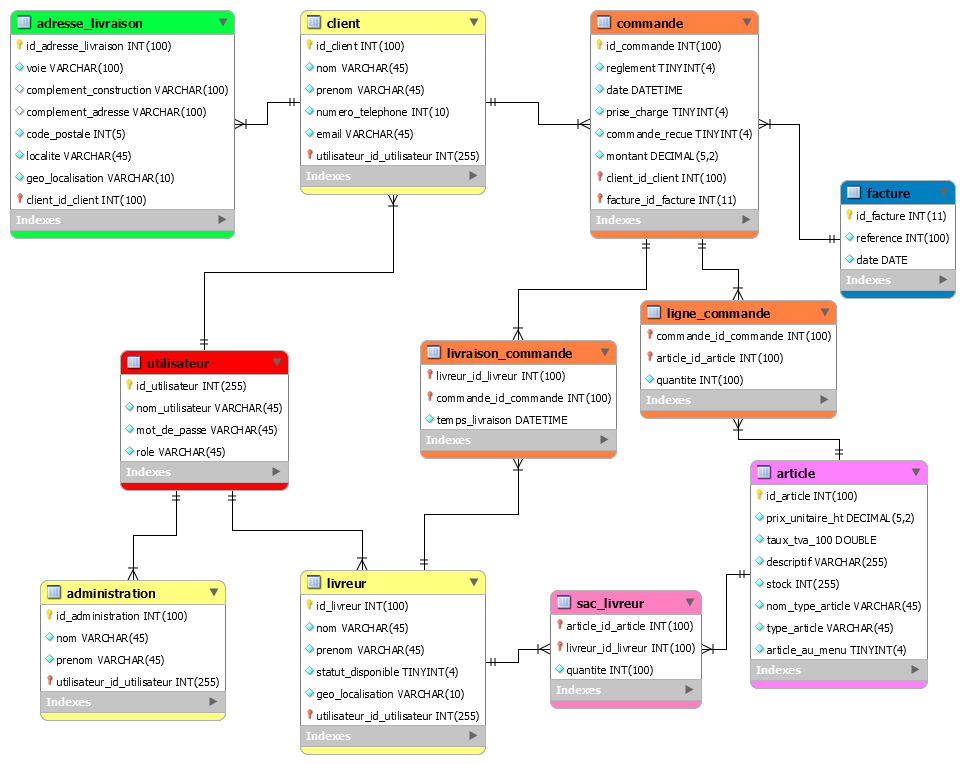 adresse_livraison
id_adresse_livraison INT(100)
voie VARCHAR(100)
complement_construction VARCHAR(100)
complement_adresse VARCHAR(100)
code_postale INT(5)
localite VARCHAR(45)
geo_localisation VARCHAR(10)
client_id_client INT(100)
Indexes
client
id_client INT(100)
nom VARCHAR(45)
prenom VARCHAR(45)
numero_telephone INT(10)
email VARCHAR(45)
utilisateur_id_utilisateur INT(255)
Indexes
commande
id_commande INT(100)
reglement TINYINT(4)
date DATETIME
prise_charge TINYINT(4)
commande_recue TINYINT(4)
montant DECIMAL(5,2)
client_id_client INT(100)
facture_id_facture INT(11)
Indexes
facture
id_facture INT(11)
reference INT(100)
date DATE
Indexes
utilisateur
id_utilisateur INT(255)
nom_utilisateur VARCHAR(45)
mot_de_passe VARCHAR(45)
role VARCHAR(45)
Indexes
livraison_commande
livreur_id_livreur INT(100)
commande_id_commande INT(100)
temps_livraison DATETIME
Indexes
ligne_commande
commande_id_commande INT(100)
article_id_article INT(100)
quantite INT(100)
Indexes
article
id_article INT(100)
prix_unitaire_ht DECIMAL(5,2)
taux_tva_100 DOUBLE
descriptif VARCHAR(255)
stock INT(255)
nom_type_article VARCHAR(45)
type_article VARCHAR(45)
article_au_menu TINYINT(4)
Indexes
administration
id_administration INT(100)
nom VARCHAR(45)
prenom VARCHAR(45)
utilisateur_id_utilisateur INT(255)
Indexes
livreur
id_livreur INT(100)
nom VARCHAR(45)
prenom VARCHAR(45)
statut_disponible TINYINT(4)
geo_localisation VARCHAR(10)
utilisateur_id_utilisateur INT(255)
Indexes
sac_livreur
article_id_article INT(100)
livreur_id_livreur INT(100)
quantite INT(100)
Indexes